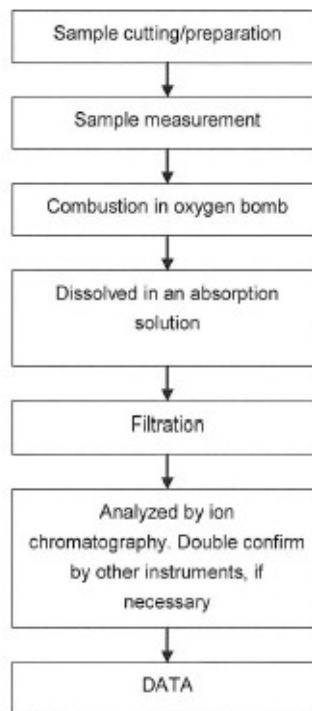 Sample cutting/preparation
Sample measurement
Combustion in oxygen bomb
Dissolved in an absorption
solution
Filtration
Analyzed by ion
chromatography. Double confirm
by other instruments, if
necessary
DATA